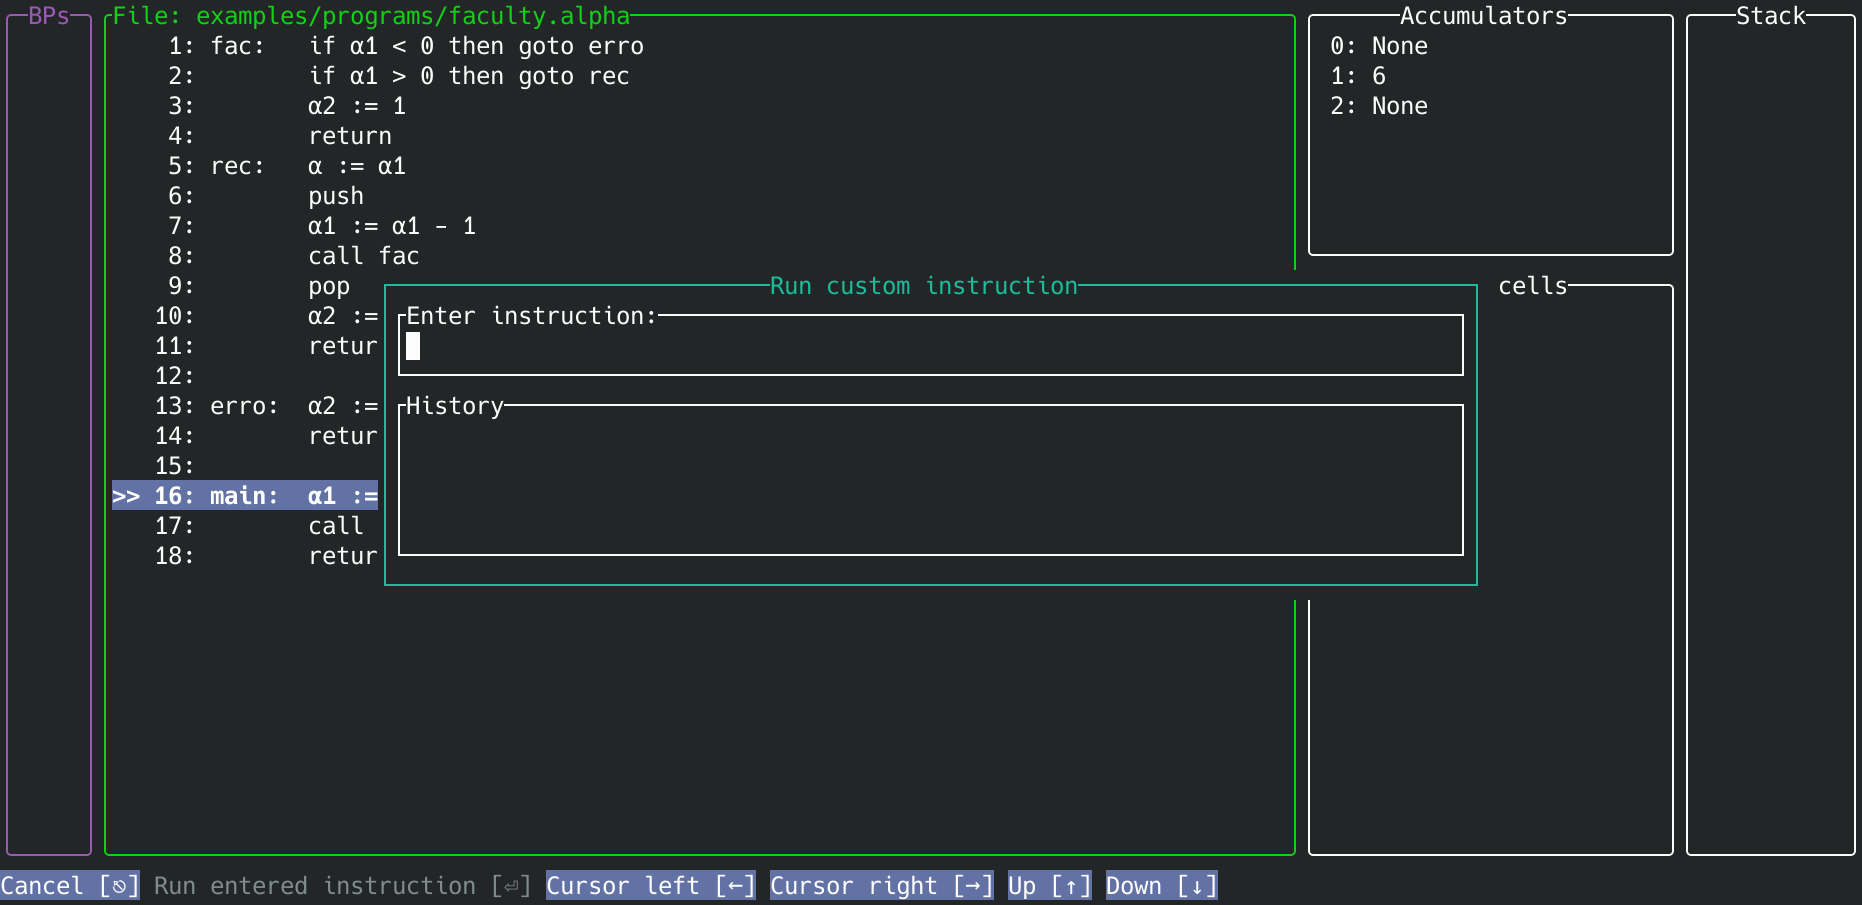 BPs File: examples/programs/faculty.alpha Accumulators Stack
1: fac: if α1 < 0 then goto erro 0: None
2: if α1 > 0 then goto rec 1: 6
3: α2 := 1 2: None
4: return
5: rec: α := α1
6: push
7: α1 := α1 - 1
8: call fac
9: pop Run custom instruction cells
10: α2 := Enter instruction:
11: retur
12:
13: erro: α2 := History
14: retur
15:
>> 16: main: α1 :=
17: call
18: retur
Cancel [⎋] Run entered instruction [⏎] Cursor left [←] Cursor right [→] Up [↑] Down [↓]